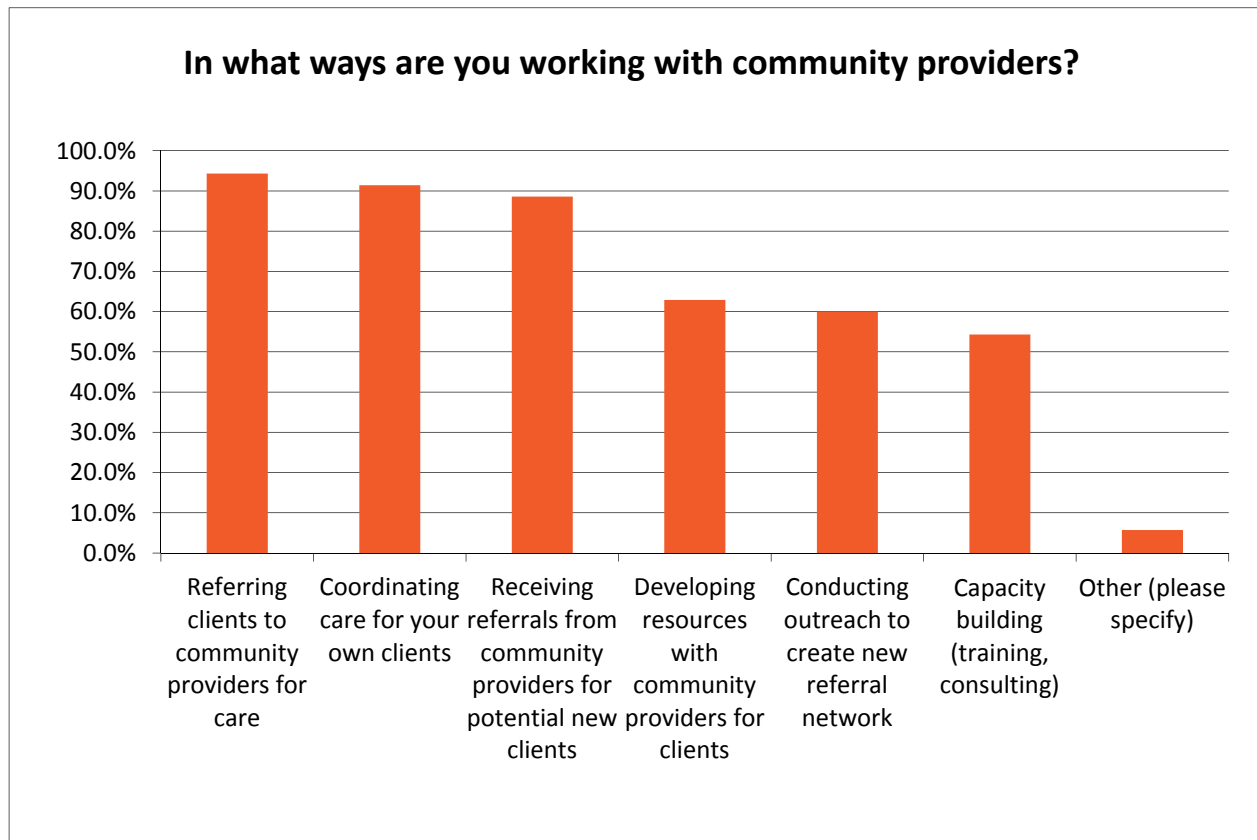 In what ways are you working with community providers?
100.0%
90.0%
80.0%
70.0%
60.0%
50.0%
40.0%
30.0%
20.0%
10.0%
0.0%
Referring
clients to
community
providers for
care
Coordinating
care for your
own clients
Receiving
referrals from
community
providers for
potential new
clients
Developing
resources
with
community
providers for
clients
Conducting
outreach to
create new
referral
network
Capacity
building
(training,
consulting)
Other (please
specify)